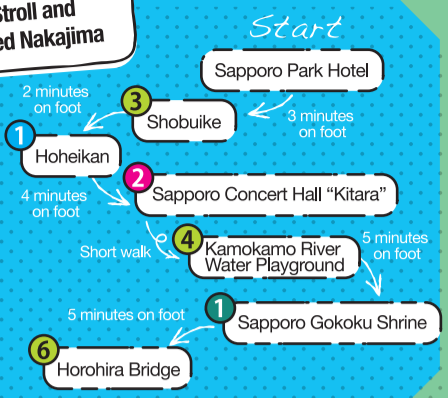 Stroll and
ed Nakajima
Start
Sapporo Park Hotel
3 minutes
on foot
3
Shobuike
2 minutes
on foot
1
Hoheikan
4 minutes
on foot
2
Sapporo Concert Hall “Kitara”
Short walk
4
Kamokamo River
Water Playground
5 minutes
on foot
1
Sapporo Gokoku Shrine
5 minutes on foot
6
Horohira Bridge